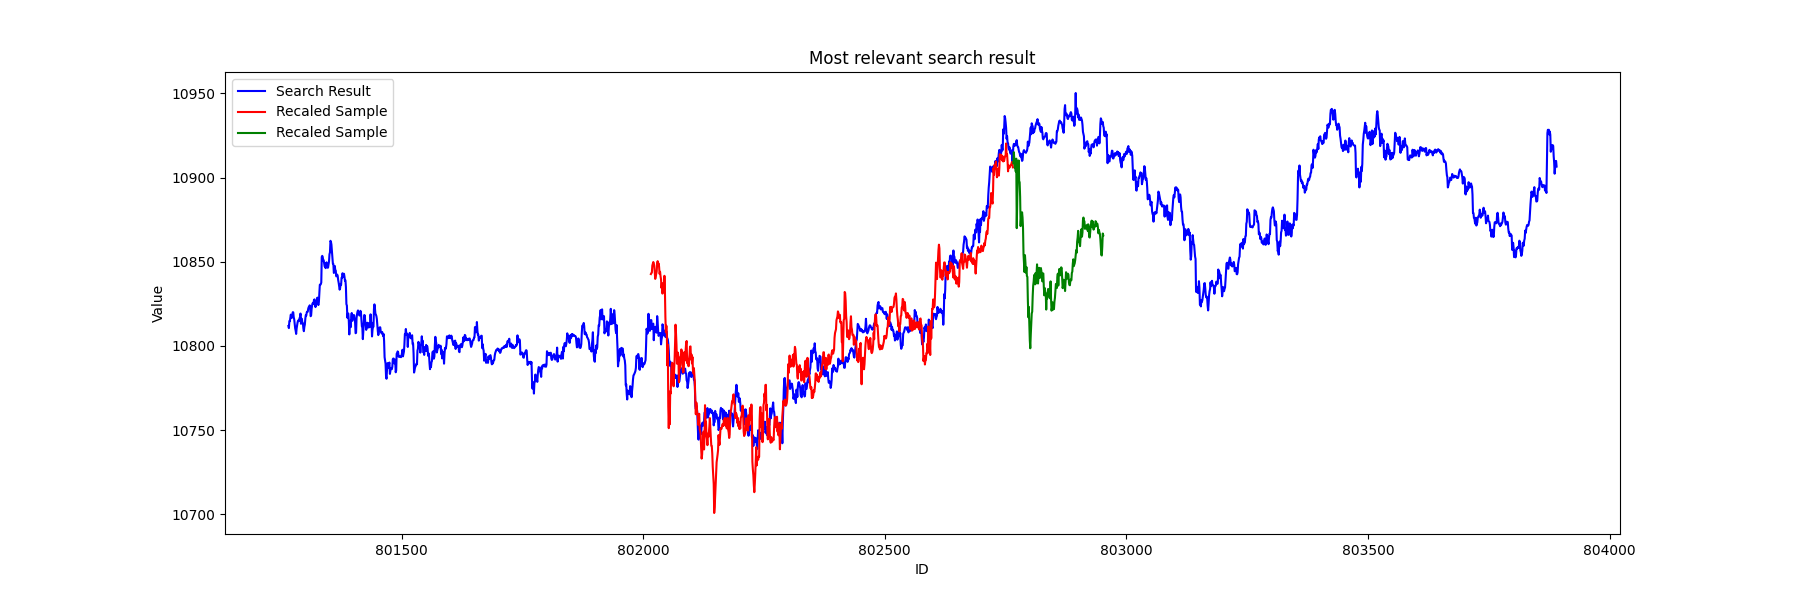 Most relevant search result
Search Result
Recaled Sample
Recaled Sample
10950
10900
10850
10800
10750
10700
Value
801500 802000 802500 803000 803500 804000
ID